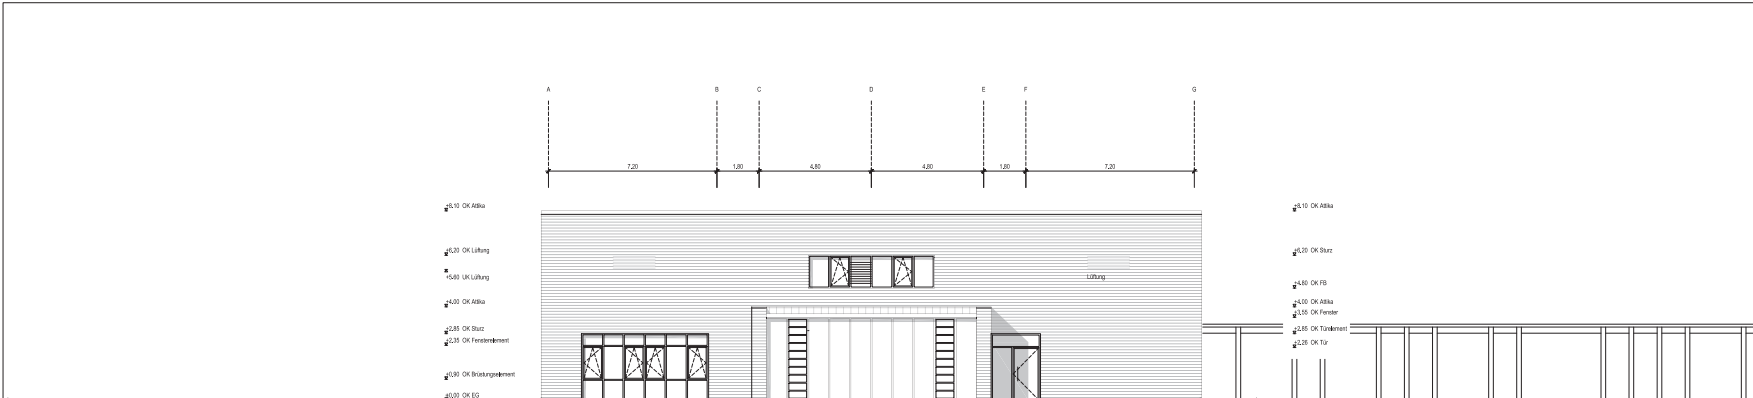 A B C D E F G
7,20 1,80 4,80 4,80 1,80 7,20
+8,10 OK Attika
+6,20 OK Lüftung
+5,60 UK Lüftung
+4,00 OK Attika
+2,85 OK Sturz
+2,35 OK Fensterelement
+0,90 OK Brüstungselement
±0,00 OK EG
Lüftung
+8,10 OK Attika
+6,20 OK Sturz
+4,80 OK FB
+4,00 OK Attika
+3,55 OK Fenster
+2,85 OK Türelement
+2,26 OK Tür